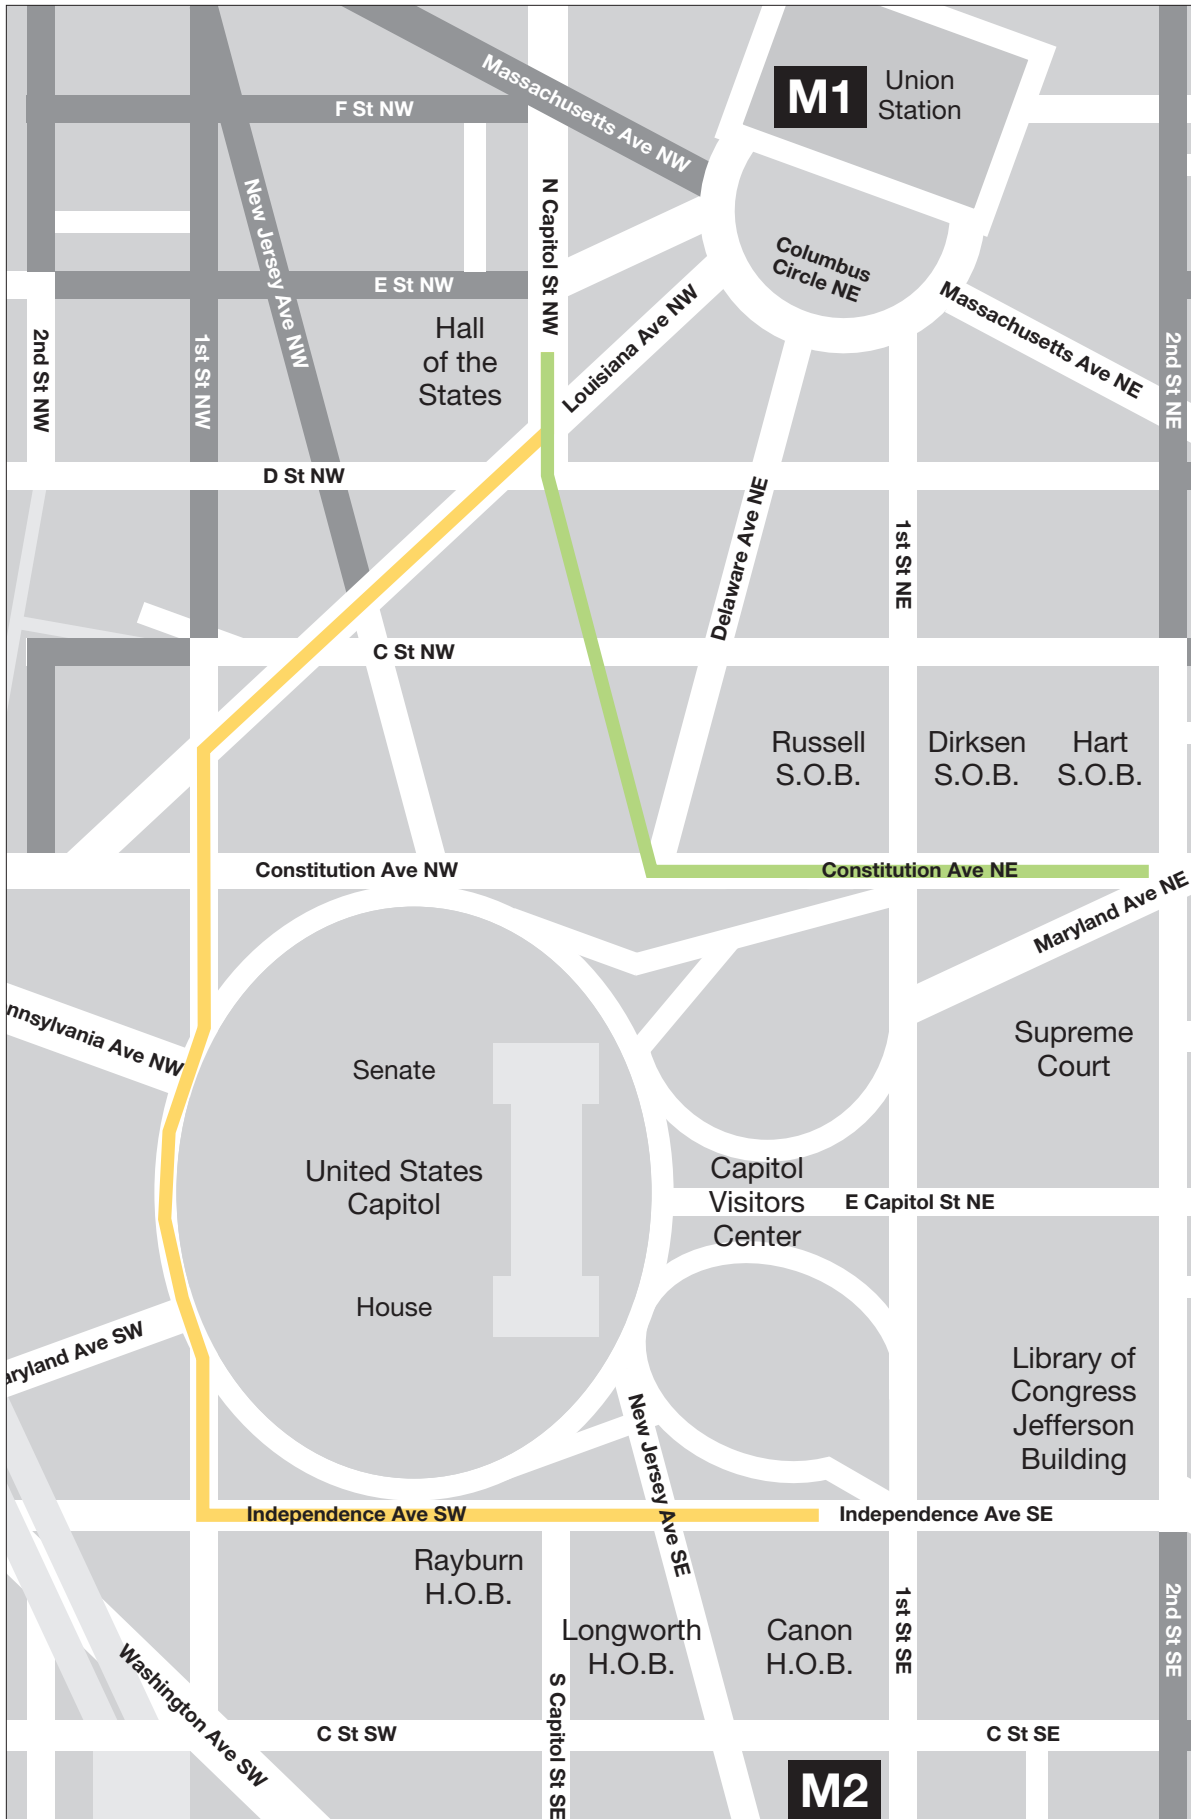 M1
Union
Station
Massachusetts Ave NW
F St NW
New Jersey Ave NW
N Capitol St NW
Columbus
Circle NE
E St NW
Hall
of the
States
Louisiana Ave NW
Massachusetts Ave NE
2nd St NW
1st St NW
2nd St NE
D St NW
Delaware Ave NE
1st St NE
C St NW
Russell
S.O.B.
Dirksen
S.O.B.
Hart
S.O.B.
Constitution Ave NW
Constitution Ave NE
Maryland Ave NE
nnsylvania Ave NW
Senate
Supreme
Court
United States
Capitol
Capitol
Visitors
Center
E Capitol St NE
House
aryland Ave SW
Library of
Congress
Jefferson
Building
New Jersey Ave SE
Independence Ave SW
Independence Ave SE
Rayburn
H.O.B.
Longworth
H.O.B.
Canon
H.O.B.
1st St SE
2nd St SE
Washington Ave SW
S Capitol St SE
C St SW
C St SE
M2